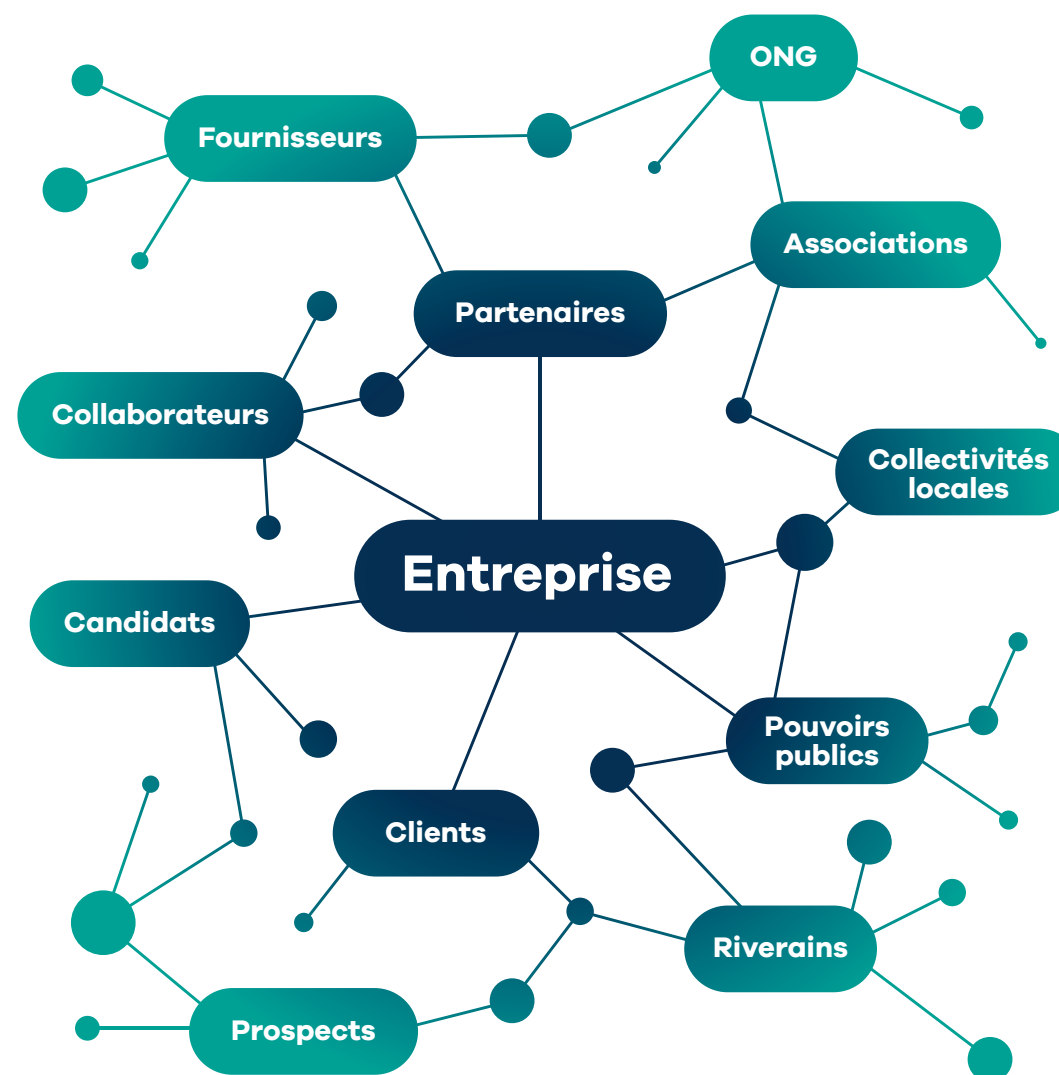 ONG
Fournisseurs
Associations
Partenaires
Collaborateurs
Collectivités
locales
Entreprise
Candidats
Pouvoirs
publics
Clients
Riverains
Prospects